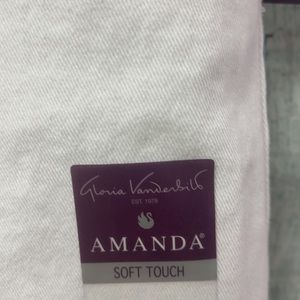 Gloria Vanderbilt
EST. 1976
AMANDA®
SOFT TOUCH